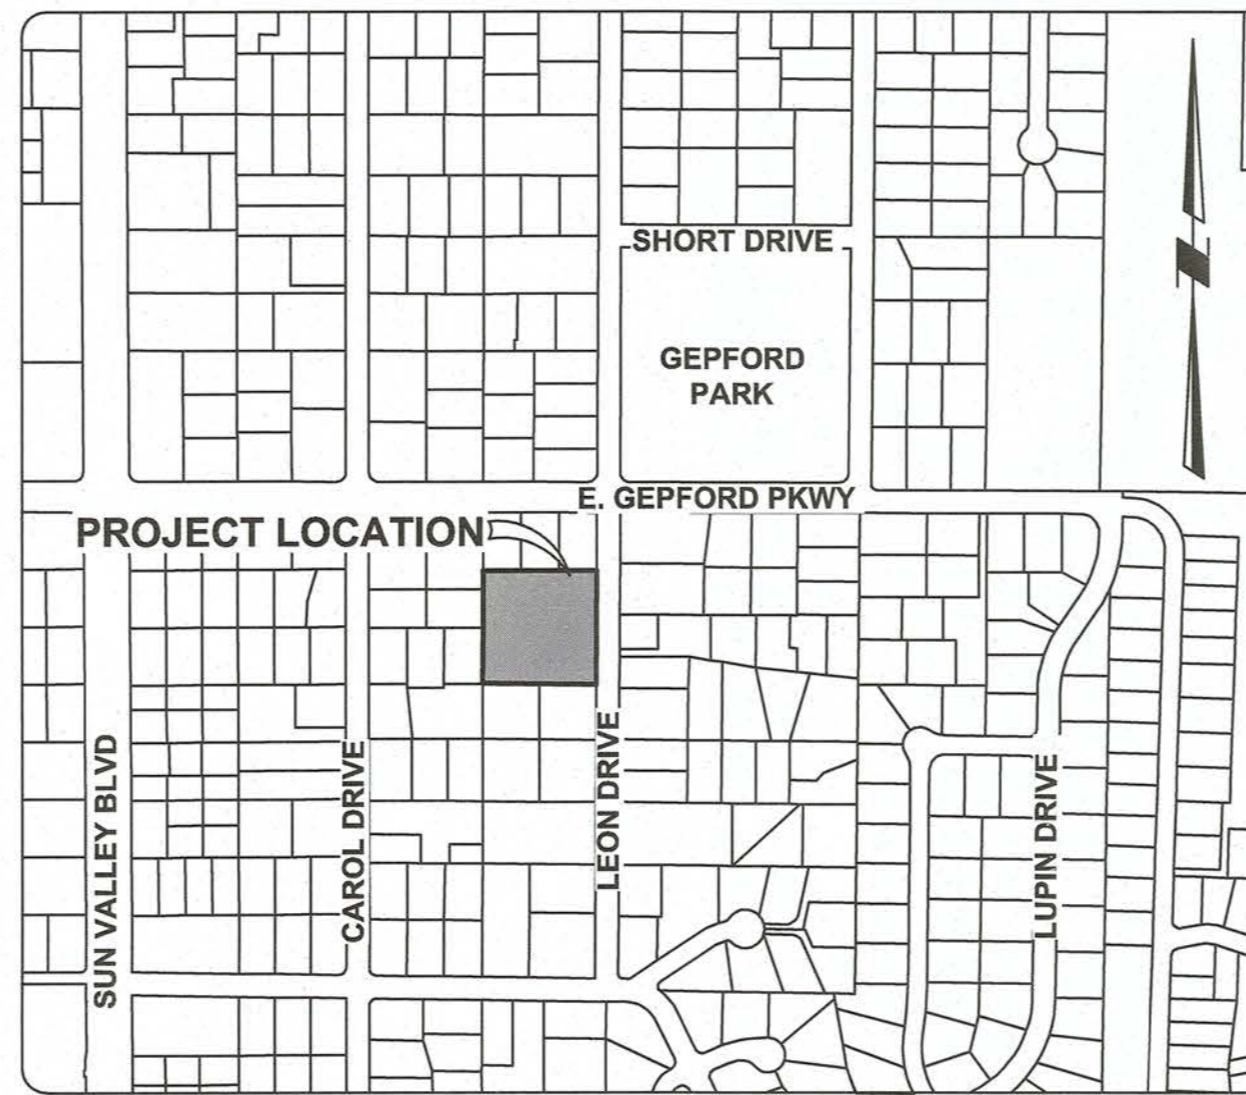 SHORT DRIVE
GEPFORD
PARK
E. GEPFORD PKWY
PROJECT LOCATION
SUN VALLEY BLVD
CAROL DRIVE
LEON DRIVE
LUPIN DRIVE